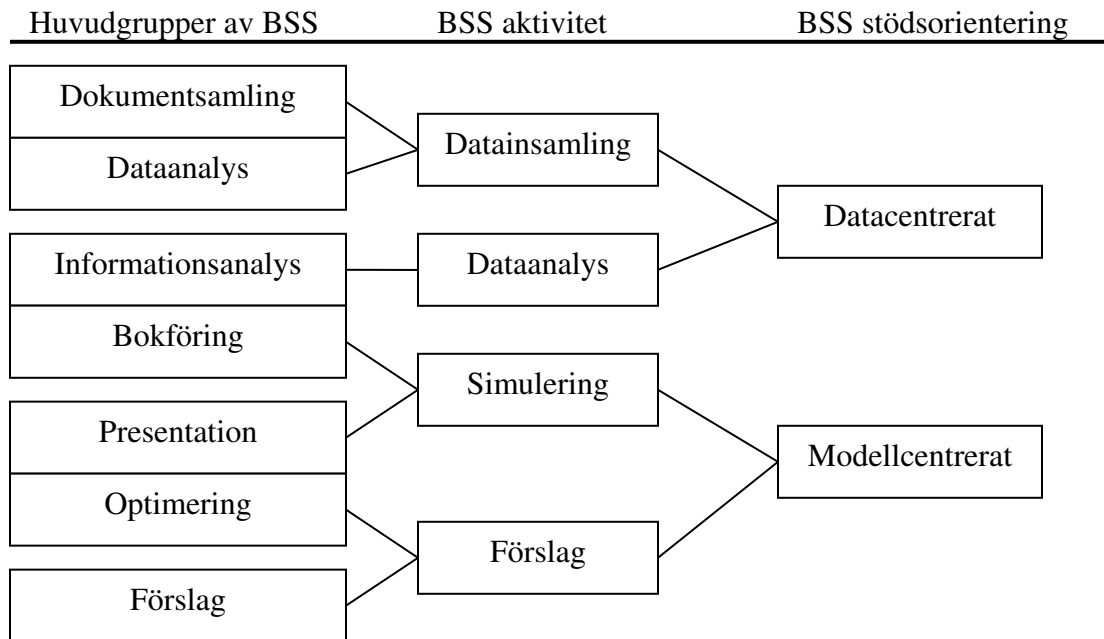 Huvudgrupper av BSS
BSS aktivitet
BSS stödsorientering
Dokumentsamling
Dataanalys
Informationsanalys
Bokföring
Presentation
Optimering
Förslag
Datainsamling
Dataanalys
Simulering
Förslag
Datacentrerat
Modellcentrerat